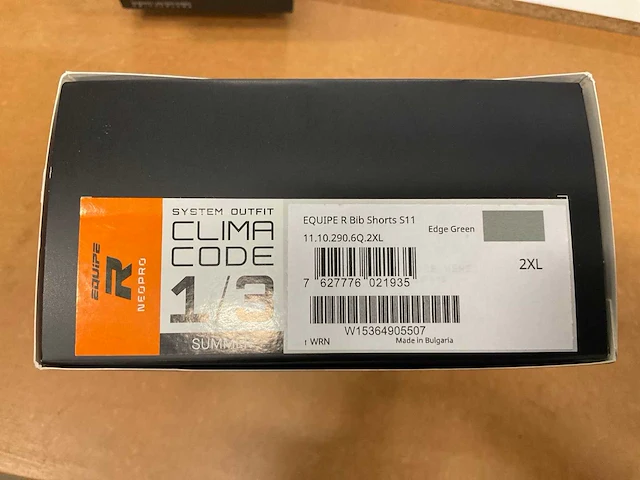 EQUIPE
R
NEOPRO
SYSTEM OUTFIT
CLIMA
CODE
1/3
EQUIPE R Bib Shorts S11
Edge Green
11.10.290.6Q.2XL
2XL
7 627776 021935
W15364905507
WRN
Made in Bulgaria